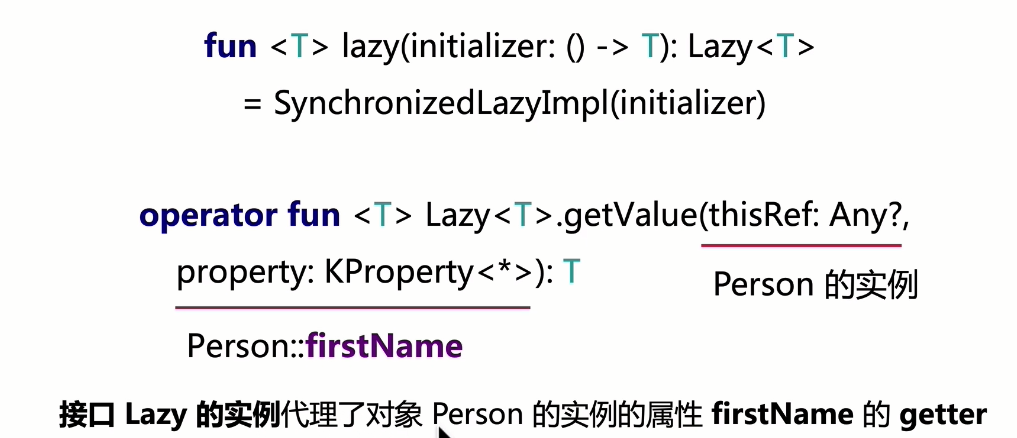 fun <T> lazy(initializer: () -> T): Lazy<T>
= SynchronizedLazyImpl(initializer)
operator fun <T> Lazy<T>.getValue(thisRef: Any?,
property: KProperty<*>): T
Person 的实例
Person::firstName
接口 Lazy 的实例代理了对象 Person 的实例的属性 firstName 的 getter